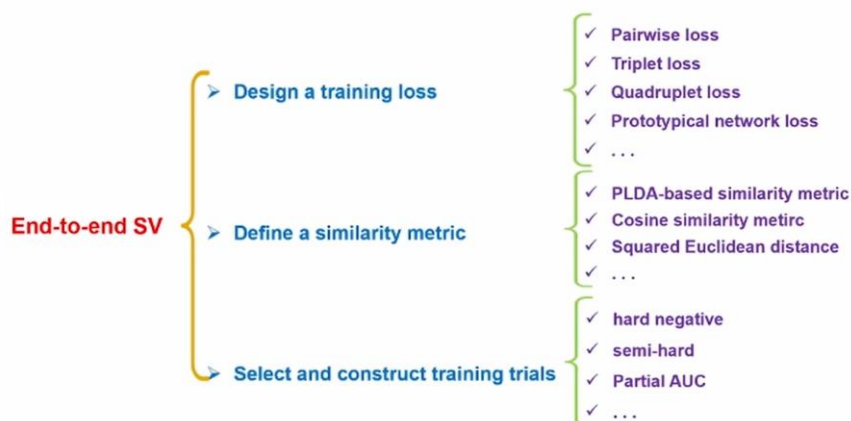 End-to-end SV
Design a training loss
Pairwise loss
Triplet loss
Quadruplet loss
Prototypical network loss
...
Define a similarity metric
PLDA-based similarity metric
Cosine similarity metirc
Squared Euclidean distance
...
Select and construct training trials
hard negative
semi-hard
Partial AUC
...